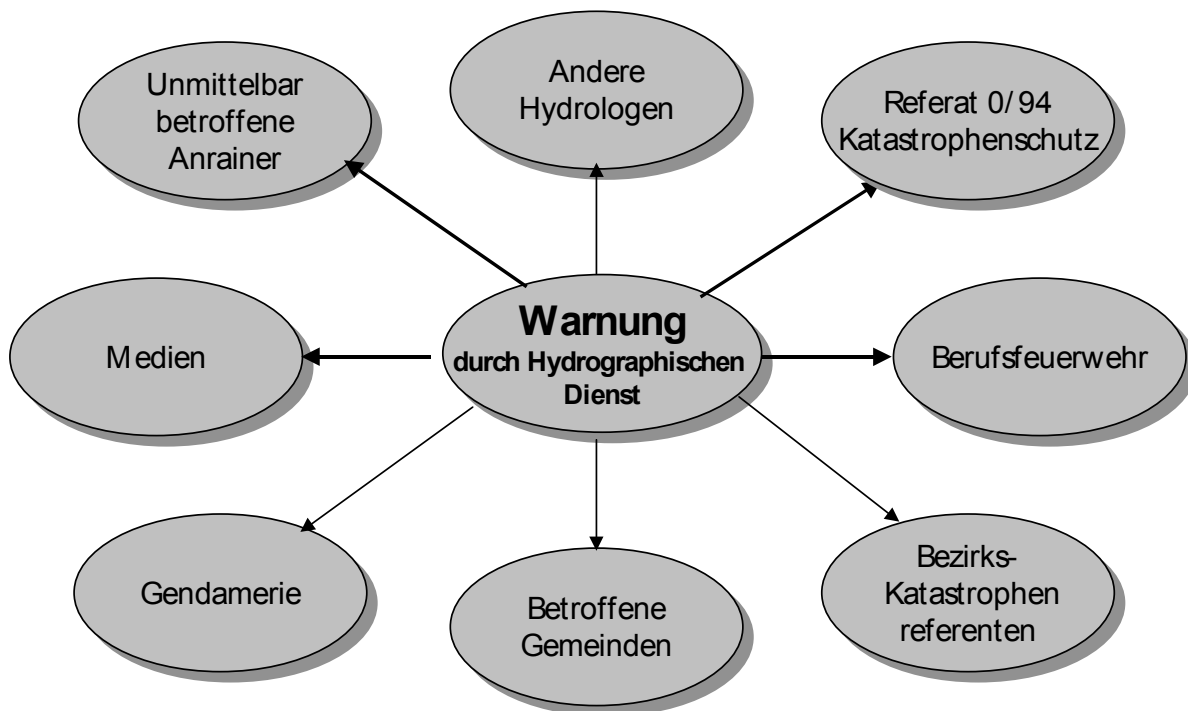 Unmittelbar
betroffene
Anrainer
Andere
Hydrologen
Referat 0/94
Katastrophenschutz
Medien
Warnung
durch Hydrographischen
Dienst
Berufsfeuerwehr
Gendamerie
Betroffene
Gemeinden
Bezirks-
Katastrophen
referenten